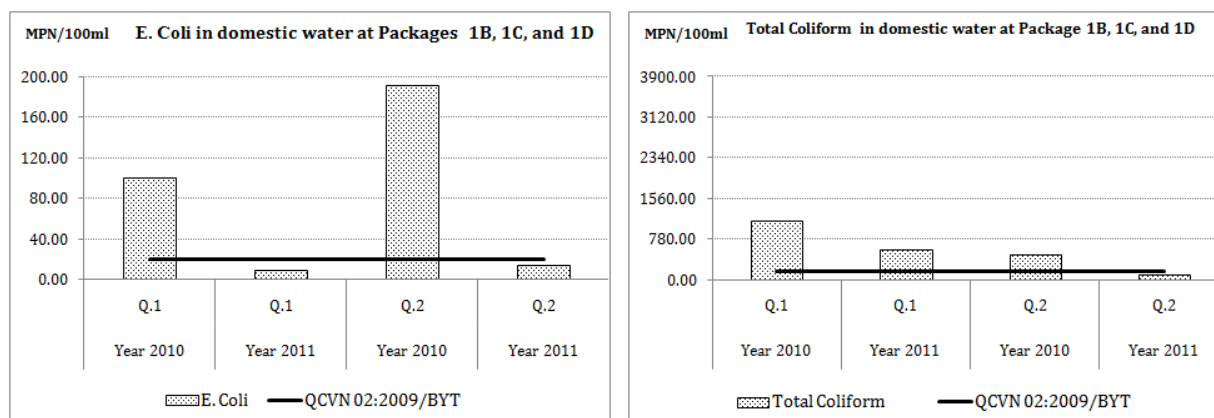 MPN/100ml E. Coli in domestic water at Packages 1B, 1C, and 1D
200.00
160.00
120.00
80.00
40.00
0.00
Q.1 Q.1 Q.2 Q.2
Year 2010 Year 2011 Year 2010 Year 2011
E. Coli QCVN 02:2009/BYT
MPN/100ml Total Coliform in domestic water at Package 1B, 1C, and 1D
3900.00
3120.00
2340.00
1560.00
780.00
0.00
Q.1 Q.1 Q.2 Q.2
Year 2010 Year 2011 Year 2010 Year 2011
Total Coliform QCVN 02:2009/BYT